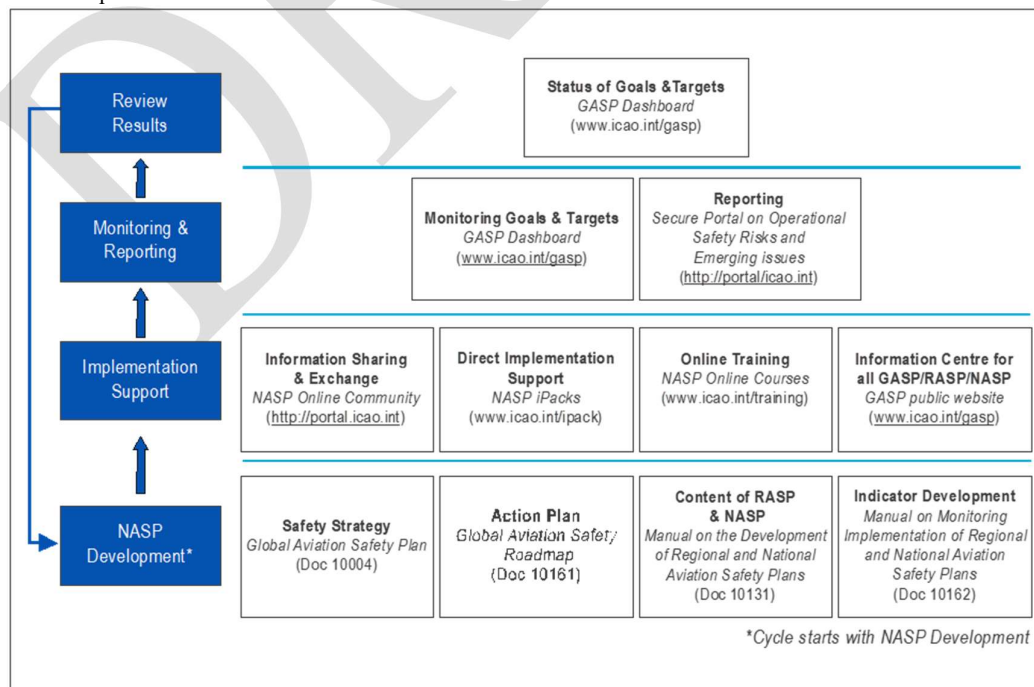 Review
Results
Status of Goals &Targets
GASP Dashboard
(www.icao.int/gasp)
Monitoring &
Reporting
Monitoring Goals & Targets
GASP Dashboard
(www.icao.int/gasp)
Reporting
Secure Portal on Operational
Safety Risks and
Emerging issues
(http://portal/icao.int)
Implementation
Support
Information Sharing
& Exchange
NASP Online Community
(http://portal.icao.int)
Direct Implementation
Support
NASP iPacks
(www.icao.int/ipack)
Online Training
NASP Online Courses
(www.icao.int/training)
Information Centre for
all GASP/RASP/NASP
GASP public website
(www.icao.int/gasp)
NASP
Development*
Safety Strategy
Global Aviation Safety Plan
(Doc 10004)
Action Plan
Global Aviation Safety
Roadmap
(Doc 10161)
Content of RASP
& NASP
Manual on the Development
of Regional and National
Aviation Safety Plans
(Doc 10131)
Indicator Development
Manual on Monitoring
Implementation of Regional
and National Aviation
Safety Plans
(Doc 10162)
*Cycle starts with NASP Development